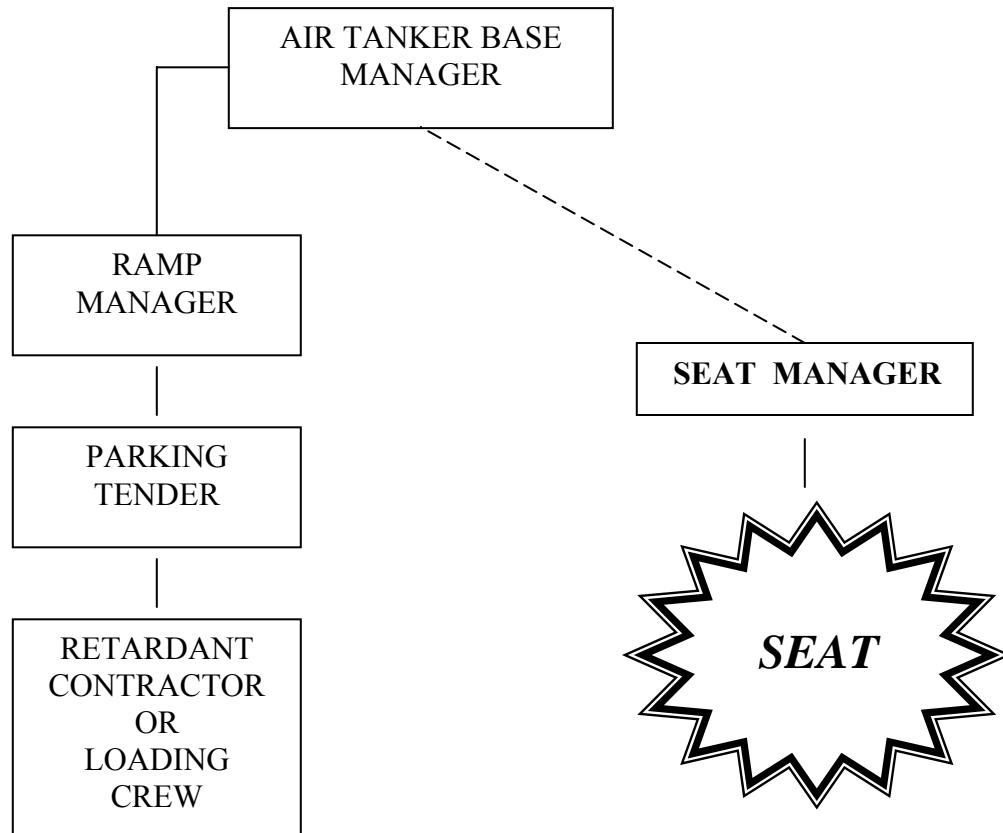 AIR TANKER BASE
MANAGER
RAMP
MANAGER
SEAT MANAGER
PARKING
TENDER
RETARDANT
CONTRACTOR
OR
LOADING
CREW
SEAT